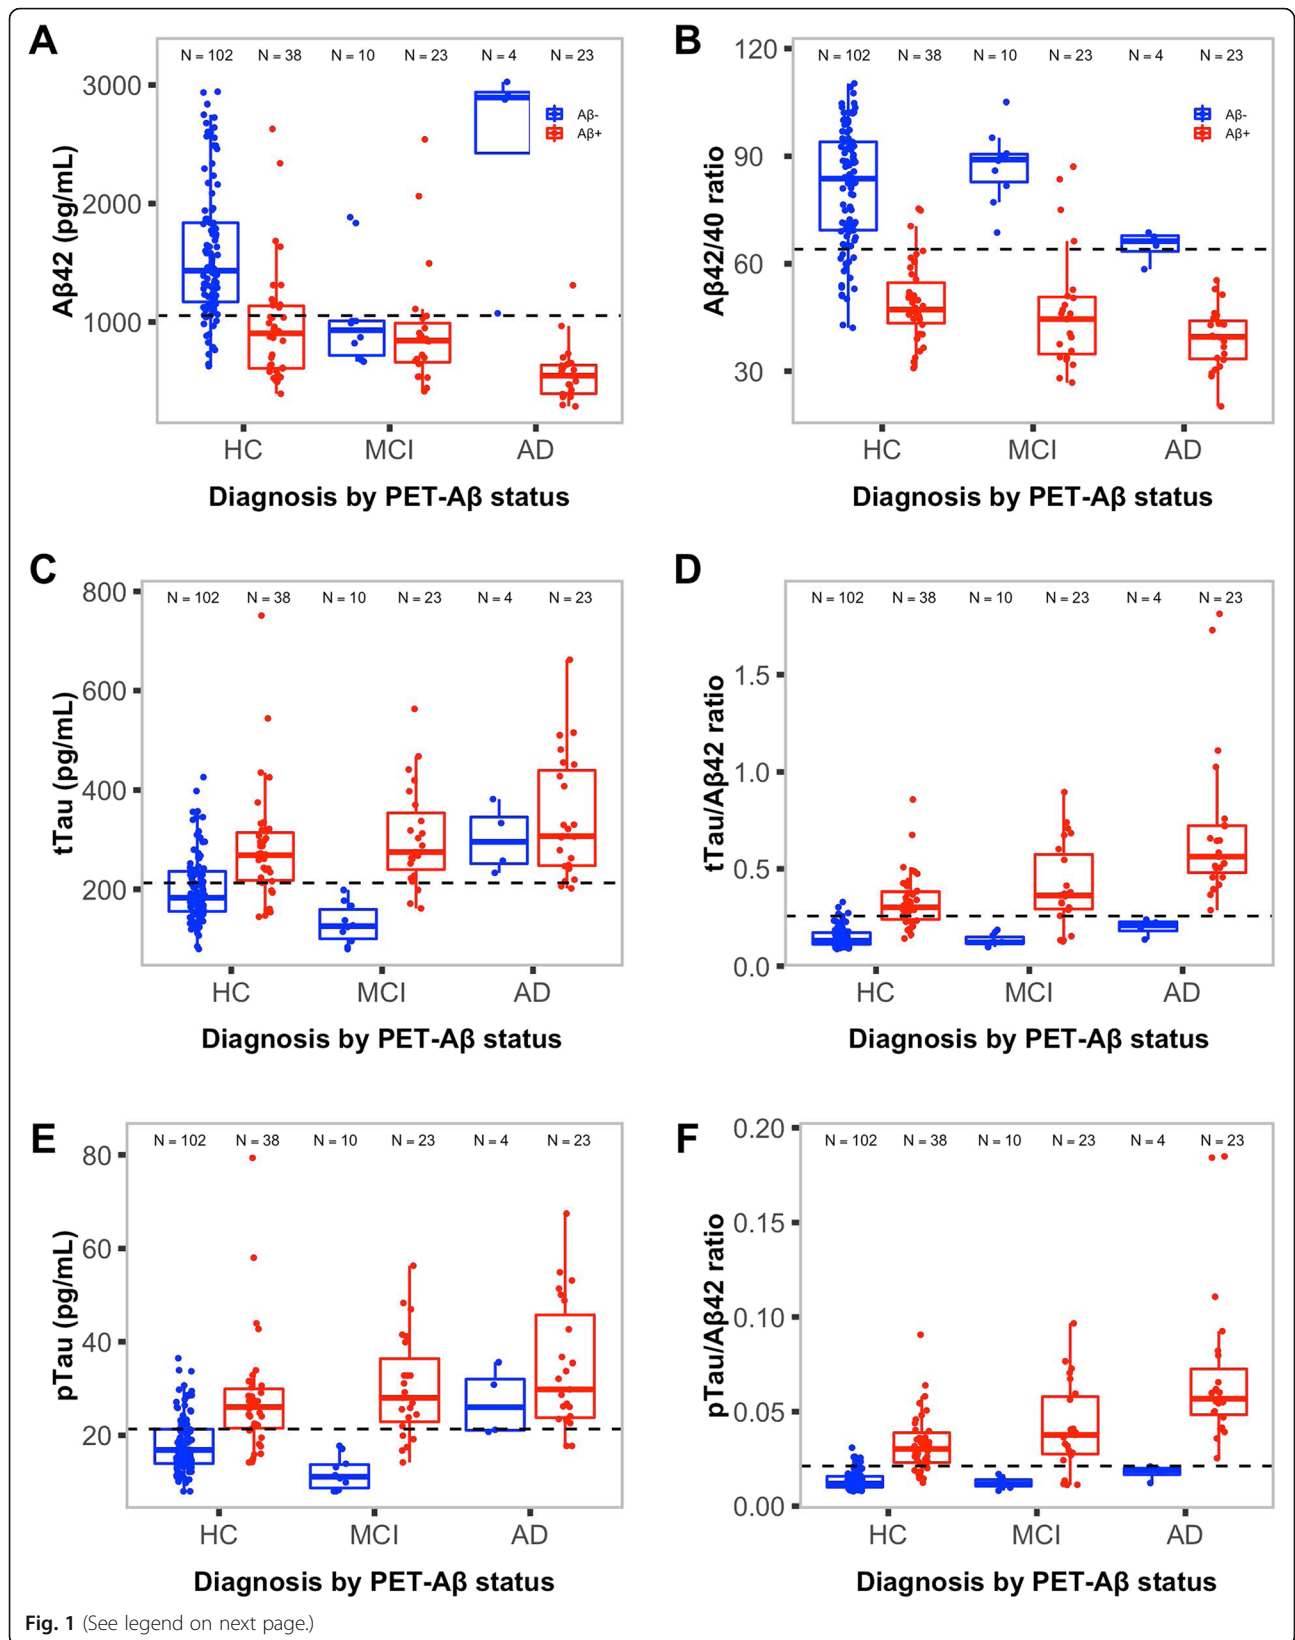 A
N = 102 N = 38 N = 10 N = 23 N = 4 N = 23
3000
2000
1000
Aβ42 (pg/mL)
Aβ-
Aβ+
HC MCI AD
Diagnosis by PET-Aβ status
B
N = 102 N = 38 N = 10 N = 23 N = 4 N = 23
120
90
60
30
Aβ42/40 ratio
Aβ-
Aβ+
HC MCI AD
Diagnosis by PET-Aβ status
C
N = 102 N = 38 N = 10 N = 23 N = 4 N = 23
800
600
400
200
tTau (pg/mL)
HC MCI AD
Diagnosis by PET-Aβ status
D
N = 102 N = 38 N = 10 N = 23 N = 4 N = 23
1.5
1.0
0.5
0.0
tTau/Aβ42 ratio
HC MCI AD
Diagnosis by PET-Aβ status
E
N = 102 N = 38 N = 10 N = 23 N = 4 N = 23
80
60
40
20
pTau (pg/mL)
HC MCI AD
Diagnosis by PET-Aβ status
F
N = 102 N = 38 N = 10 N = 23 N = 4 N = 23
0.20
0.15
0.10
0.05
0.00
pTau/Aβ42 ratio
HC MCI AD
Diagnosis by PET-Aβ status
Fig. 1 (See legend on next page.)